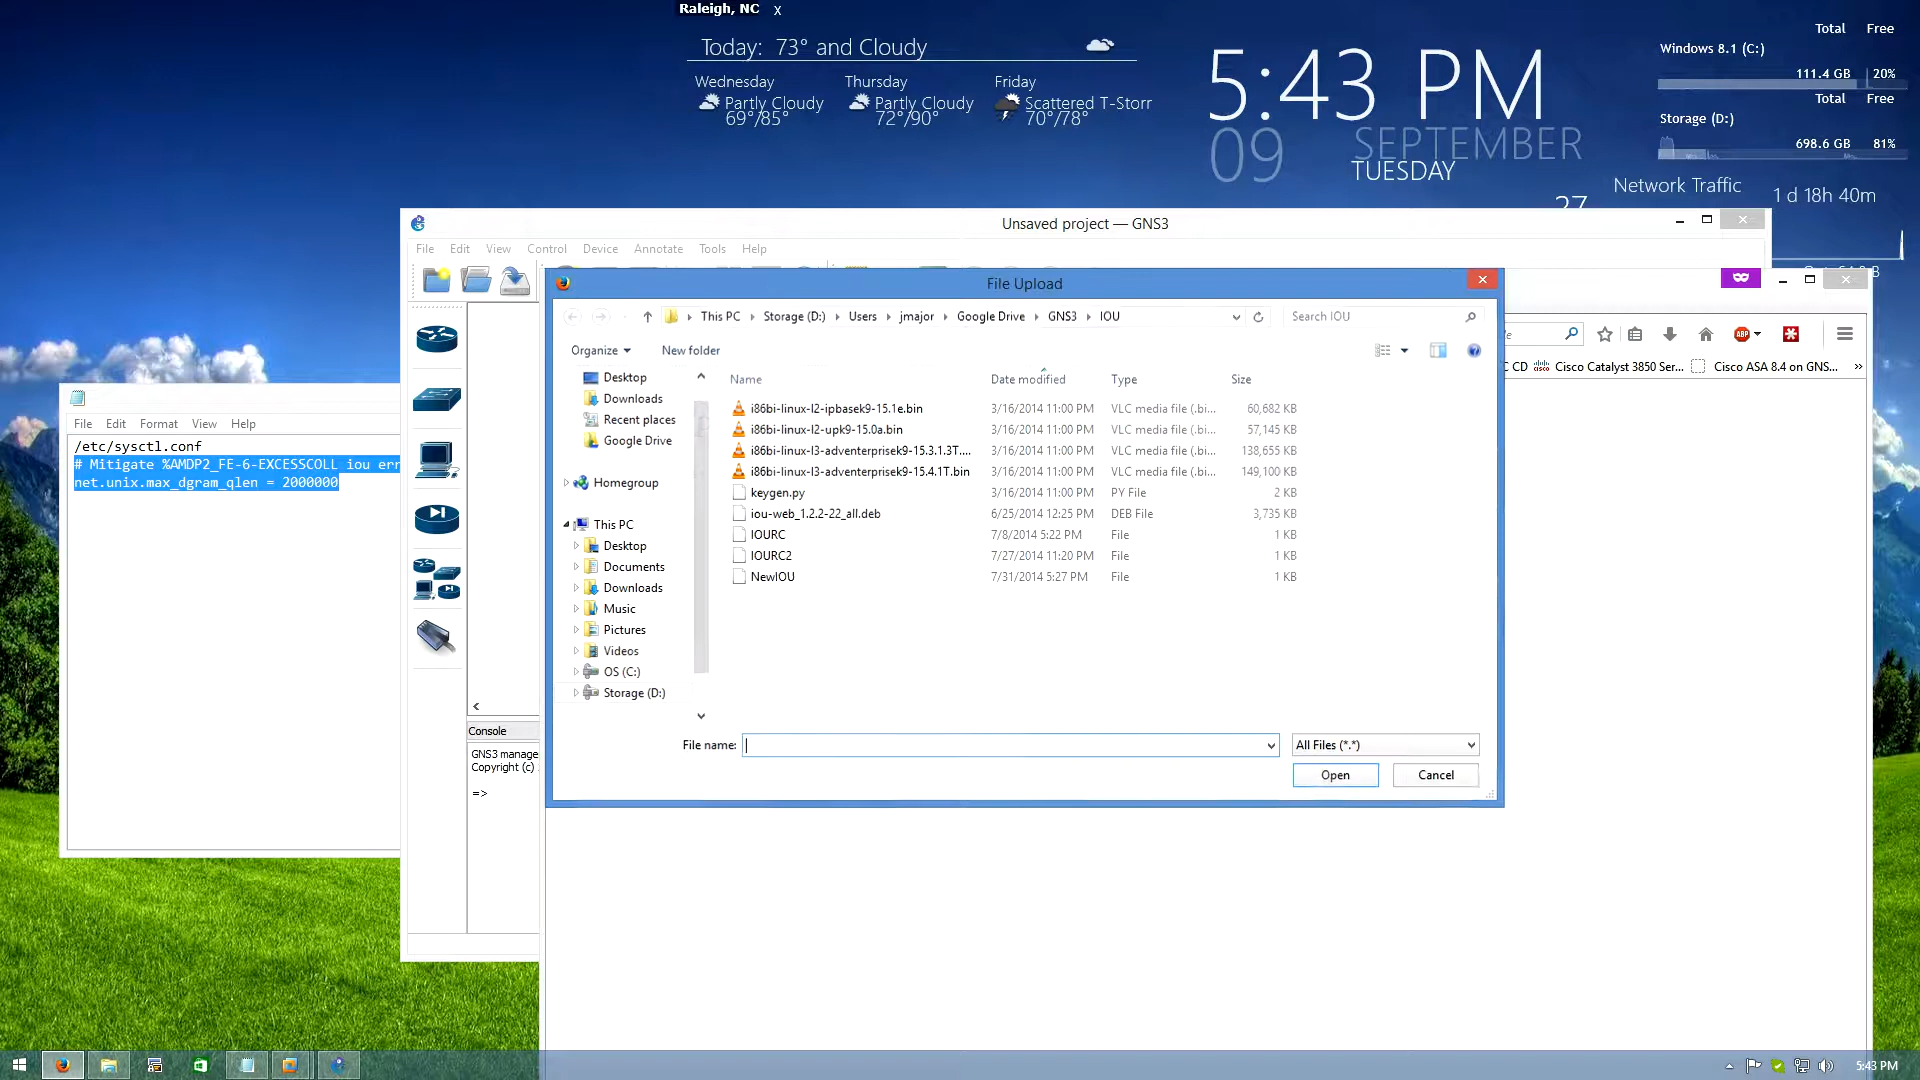 Raleigh, NC x
Today: 73° and Cloudy
Wednesday
Partly Cloudy
69°/85°
Thursday
Partly Cloudy
72°/90°
Friday
Scattered T-Storr
70°/78°
5:43 PM
09
SEPTEMBER
TUESDAY
27
Total Free
Windows 8.1 (C:)
111.4 GB 20%
Total Free
Storage (D:)
698.6 GB 81%
Network Traffic
1 d 18h 40m
Unsaved project — GNS3
File Edit View Control Device Annotate Tools Help
File Upload
This PC Storage (D:) Users jmajor Google Drive GNS3 IOU
Search IOU
Organize New folder
Name Date modified Type Size
Desktop
Downloads
Recent places
Google Drive
Homegroup
This PC
Desktop
Documents
Downloads
Music
Pictures
Videos
OS (C:)
Storage (D:)
i86bi-linux-l2-ipbasek9-15.1e.bin 3/16/2014 11:00 PM VLC media file (.bi... 60,682 KB
i86bi-linux-l2-upk9-15.0a.bin 3/16/2014 11:00 PM VLC media file (.bi... 57,145 KB
i86bi-linux-l3-adventerprisek9-15.3.1.3T.... 3/16/2014 11:00 PM VLC media file (.bi... 138,655 KB
i86bi-linux-l3-adventerprisek9-15.4.1T.bin 3/16/2014 11:00 PM VLC media file (.bi... 149,100 KB
keygen.py 3/16/2014 11:00 PM PY File 2 KB
iou-web_1.2.2-22_all.deb 6/25/2014 12:25 PM DEB File 3,735 KB
IOURC 7/8/2014 5:22 PM File 1 KB
IOURC2 7/27/2014 11:20 PM File 1 KB
NewIOU 7/31/2014 5:27 PM File 1 KB
File name:
All Files (*.*)
Open Cancel
ABP
C CD Cisco Catalyst 3850 Ser... Cisco ASA 8.4 on GNS... »
File Edit Format View Help
/etc/sysctl.conf
# Mitigate %AMDP2_FE-6-EXCESSCOLL iou err
net.unix.max_dgram_qlen = 2000000
Console
GNS3 manage
Copyright (c)
=>
5:43 PM